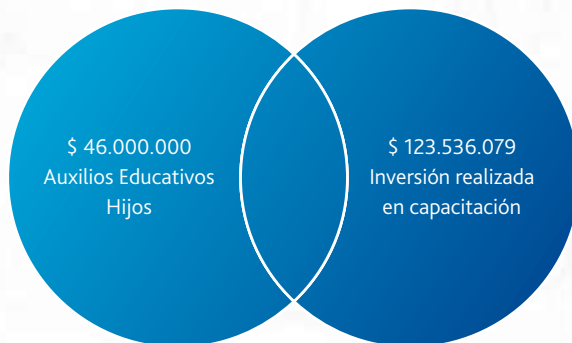 $ 46.000.000
Auxilios Educativos
Hijos
$ 123.536.079
Inversión realizada
en capacitación